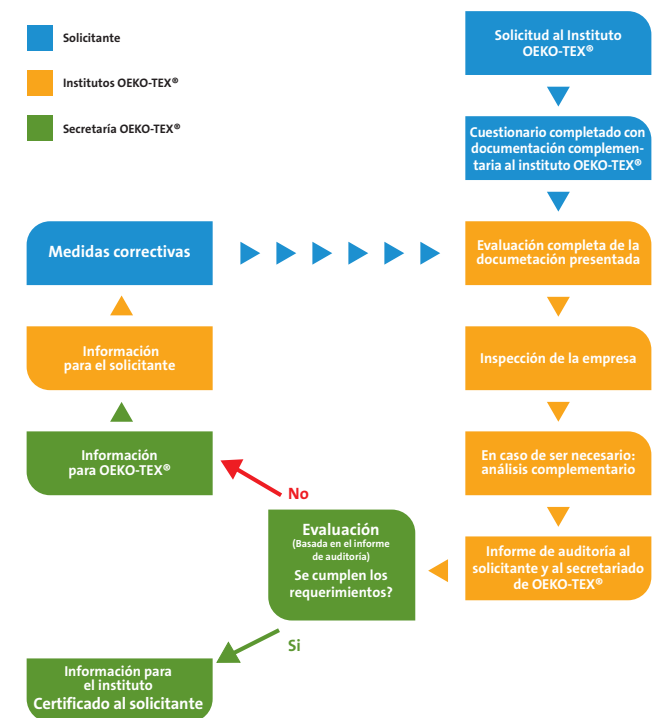 Solicitante
Institutos OEKO-TEX®
Secretaría OEKO-TEX®
Solicitud al Instituto
OEKO-TEX®
Cuestionario completado con
documentación complemen-
taria al instituto OEKO-TEX®
Evaluación completa de la
documetación presentada
Inspección de la empresa
En caso de ser necesario:
análisis complementario
Informe de auditoría al
solicitante y al secretariado
de OEKO-TEX®
Evaluación
(Basada en el informe
de auditoría)
Se cumplen los
requerimientos?
No
Información
para OEKO-TEX®
Información
para el solicitante
Medidas correctivas
Si
Información para
el instituto
Certificado al solicitante